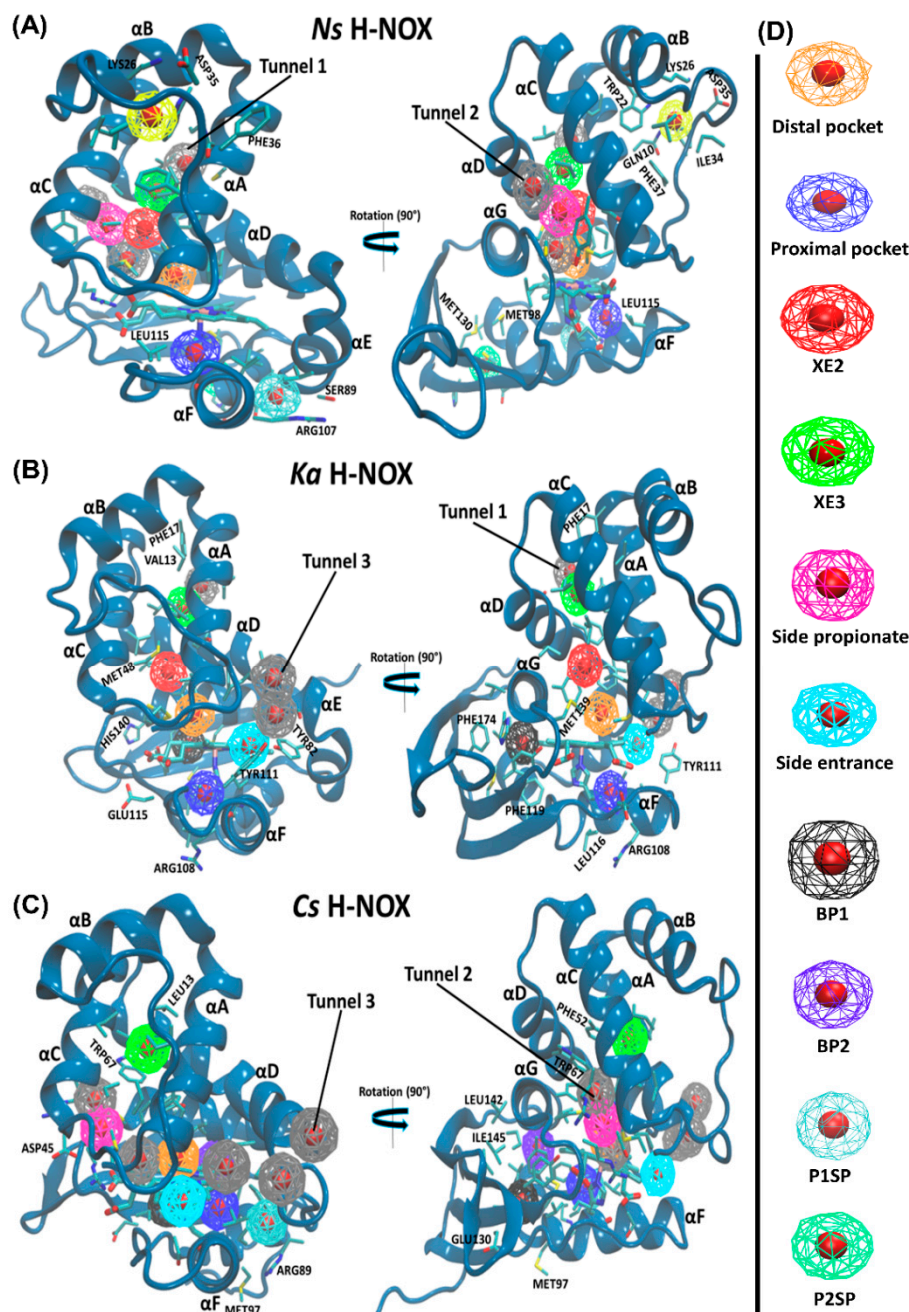 (A)
Ns H-NOX
(D)
αB
LYS26
ASP35
Tunnel 1
PHE36
αC
αA
αD
LEU115
αE
SER89
αF
ARG107
Rotation (90°)
αB
αC
LYS26
TRP22
ASP35
Tunnel 2
GLN10
ILE34
PHE37
αD
αG
MET130
MET98
LEU115
αF
(B)
Ka H-NOX
αB
PHE17
VAL13
αA
Tunnel 3
αD
αC
MET48
αE
HIS140
TYR82
TYR111
GLU115
αF
ARG108
Rotation (90°)
αC
PHE17
αB
Tunnel 1
αA
αD
αG
MET139
PHE174
TYR111
PHE119
αF
LEU116
ARG108
(C)
Cs H-NOX
αB
LEU13
αA
Tunnel 3
TRP67
αC
αD
ASP45
ARG89
MET97
αF
Rotation (90°)
Tunnel 2
αB
αC
αA
αD
PHE52
TRP67
αG
LEU142
ILE145
αF
GLU130
MET97
Distal pocket
Proximal pocket
XE2
XE3
Side propionate
Side entrance
BP1
BP2
P1SP
P2SP